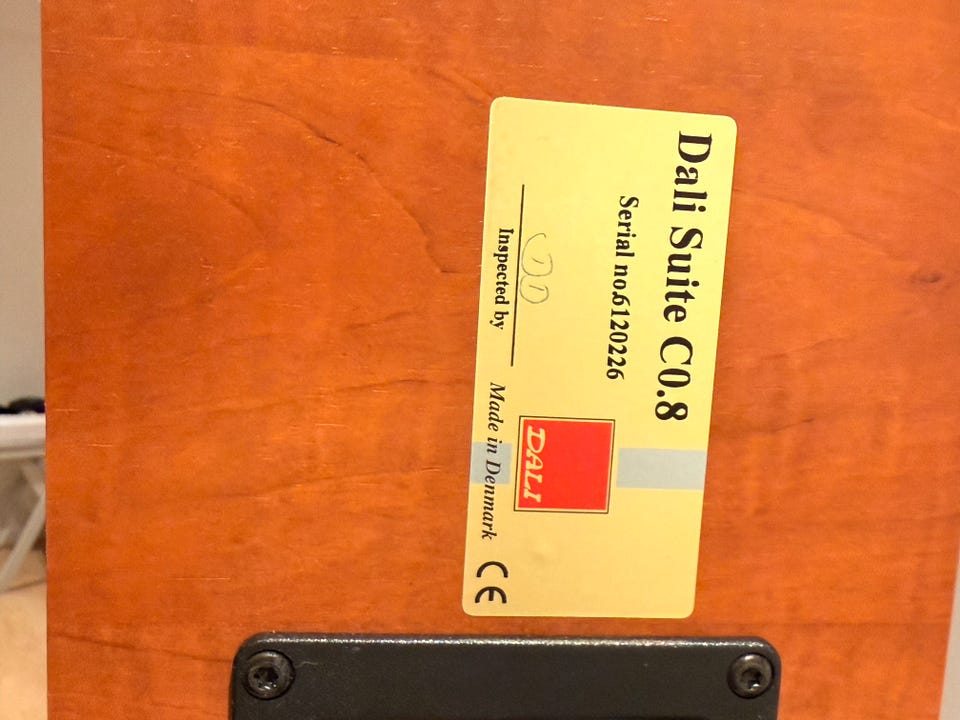 Dali Suite C0.8
Serial no.6120226
DALI
Inspected by
Made in Denmark
CE